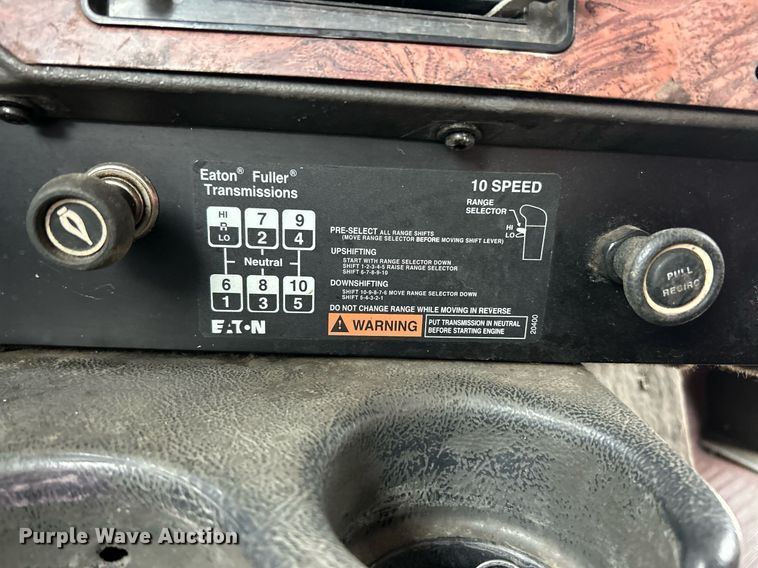 Eaton® Fuller®
Transmissions
10 SPEED
RANGE
SELECTOR
HI
LO
HI
R
LO
7
2
9
4
Neutral
6
1
8
3
10
5
EATON
PRE-SELECT ALL RANGE SHIFTS
(MOVE RANGE SELECTOR BEFORE MOVING SHIFT LEVER)
UPSHIFTING
START WITH RANGE SELECTOR DOWN
SHIFT 1-2-3-4-5 RAISE RANGE SELECTOR
SHIFT 6-7-8-9-10
DOWNSHIFTING
SHIFT 10-9-8-7-6 MOVE RANGE SELECTOR DOWN
SHIFT 5-4-3-2-1
DO NOT CHANGE RANGE WHILE MOVING IN REVERSE
WARNING
PUT TRANSMISSION IN NEUTRAL
BEFORE STARTING ENGINE
20400
PULL
RECIRC
Purple Wave Auction